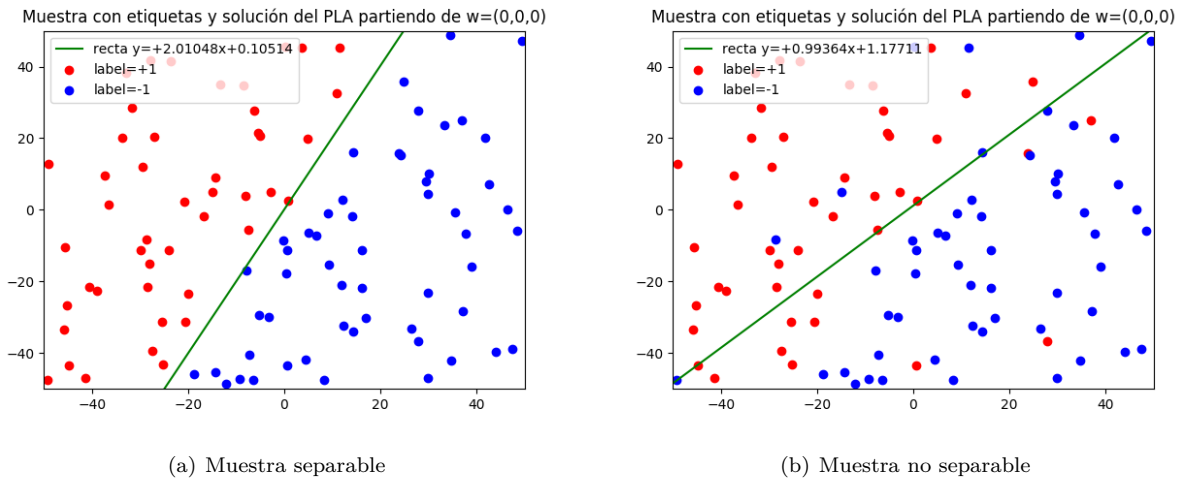 Muestra con etiquetas y solución del PLA partiendo de w=(0,0,0)
recta y=+2.01048x+0.10514
label=+1
label=-1
40
20
0
−20
−40
−40
−20
0
20
40
(a) Muestra separable
Muestra con etiquetas y solución del PLA partiendo de w=(0,0,0)
recta y=+0.99364x+1.17711
label=+1
label=-1
40
20
0
−20
−40
−40
−20
0
20
40
(b) Muestra no separable